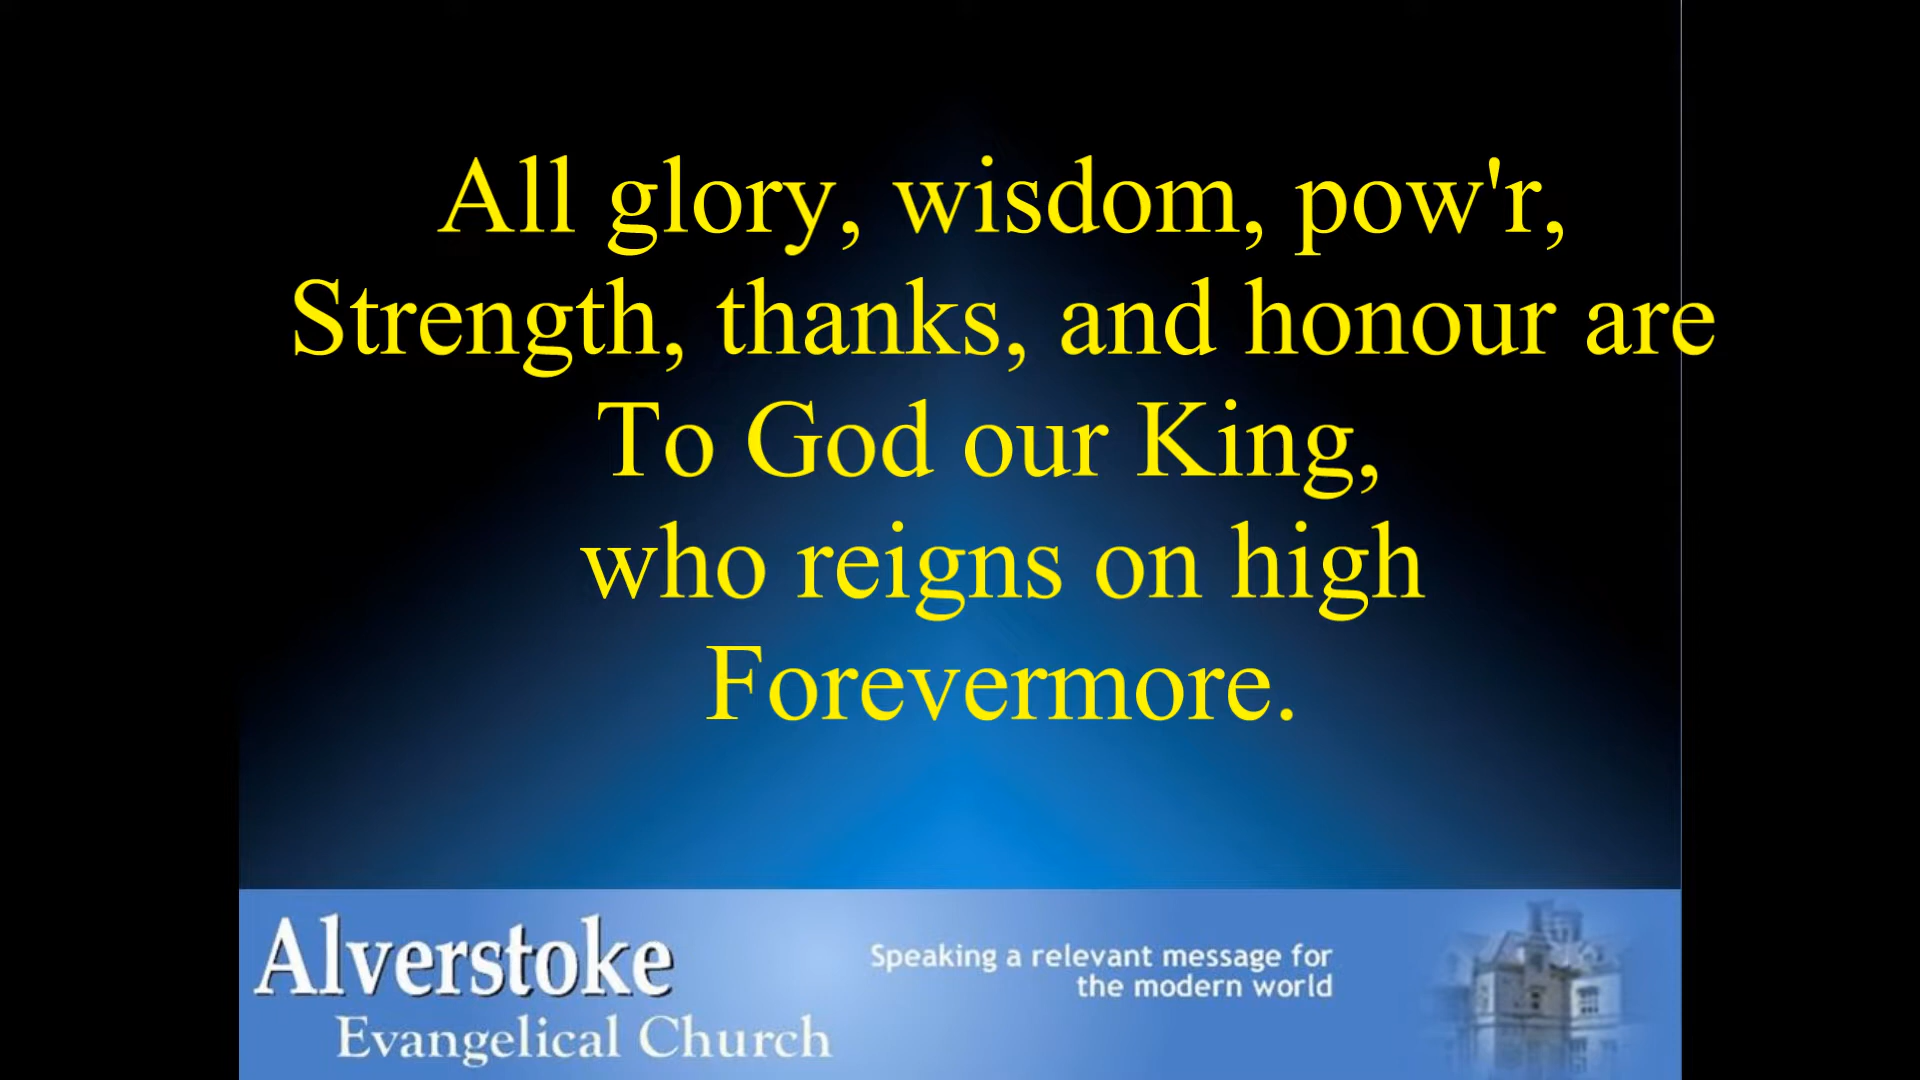 All glory, wisdom, pow'r,
Strength, thanks, and honour are
To God our King,
who reigns on high
Forevermore.
Alverstoke
Evangelical Church
Speaking a relevant message for
the modern world